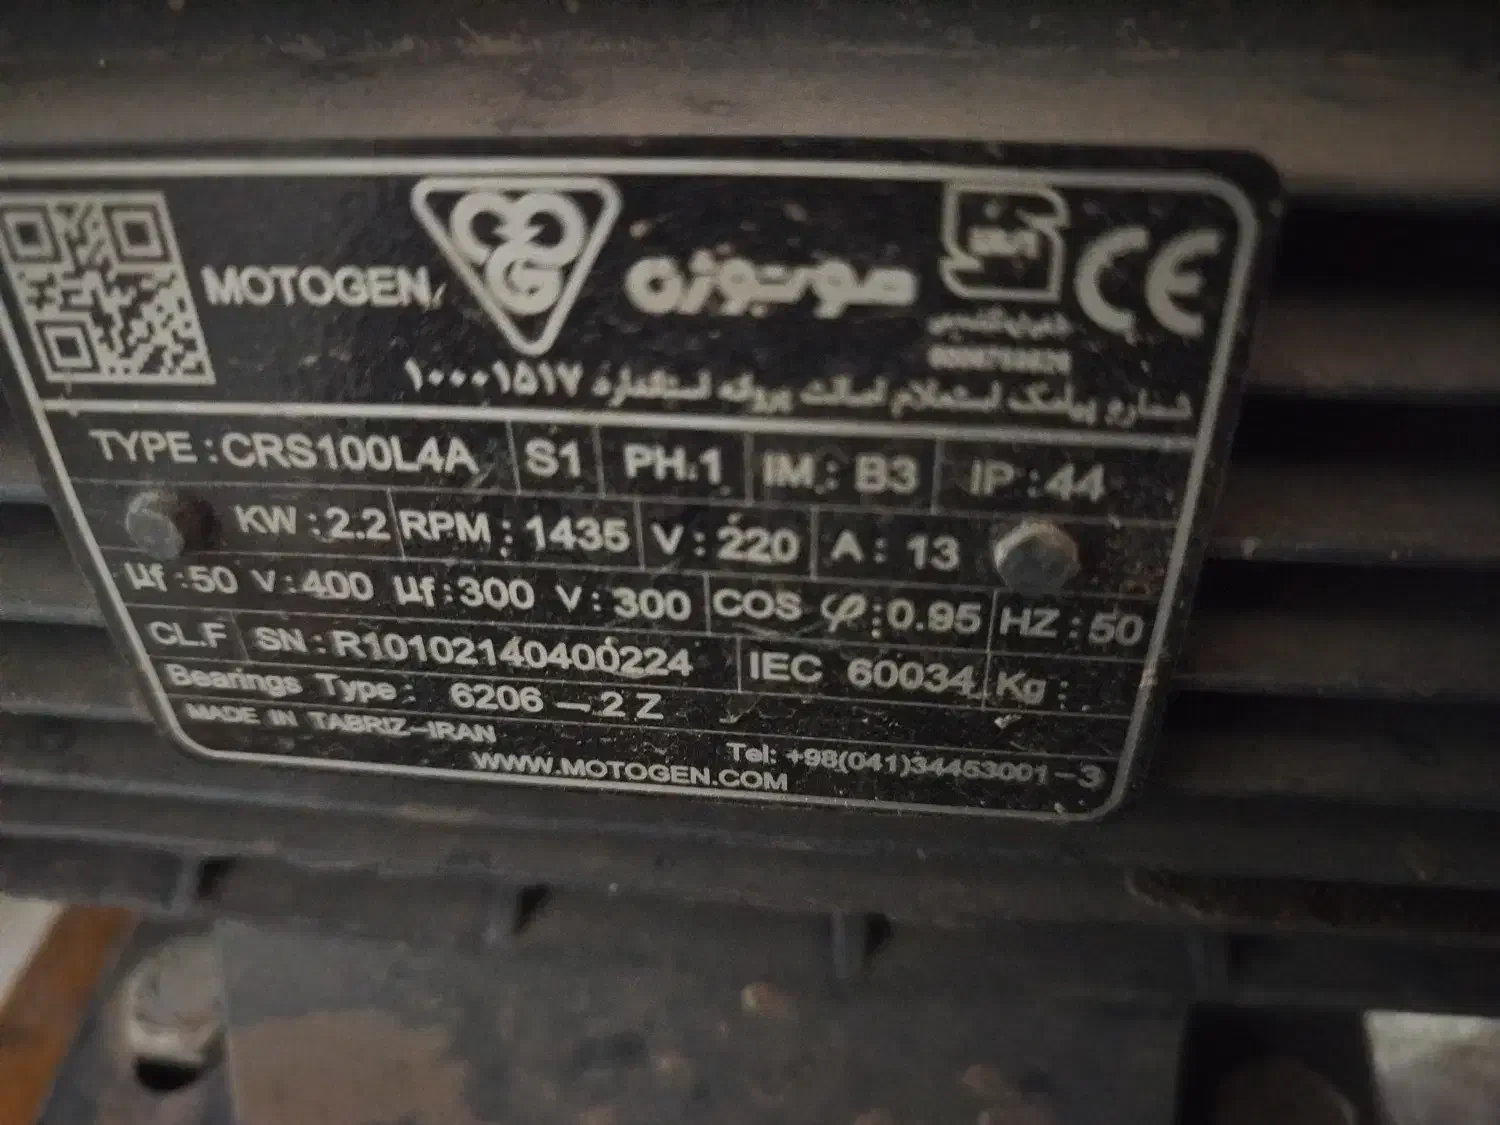 MOTOGEN
موتوژن
CE
شماره پیامک استعلام اصالت پروانه استاندارد ۱۰۰۰۱۵۱۷
TYPE : CRS100L4A S1 PH.1 IM : B3 IP : 44
KW : 2.2 RPM : 1435 V : 220 A : 13
µf : 50 V : 400 µf : 300 V : 300 COS φ : 0.95 HZ : 50
CL.F SN : R10102140400224 IEC 60034 Kg :
Bearings Type : 6206 – 2 Z
MADE IN TABRIZ-IRAN
Tel: +98(041)34453001-3
WWW.MOTOGEN.COM